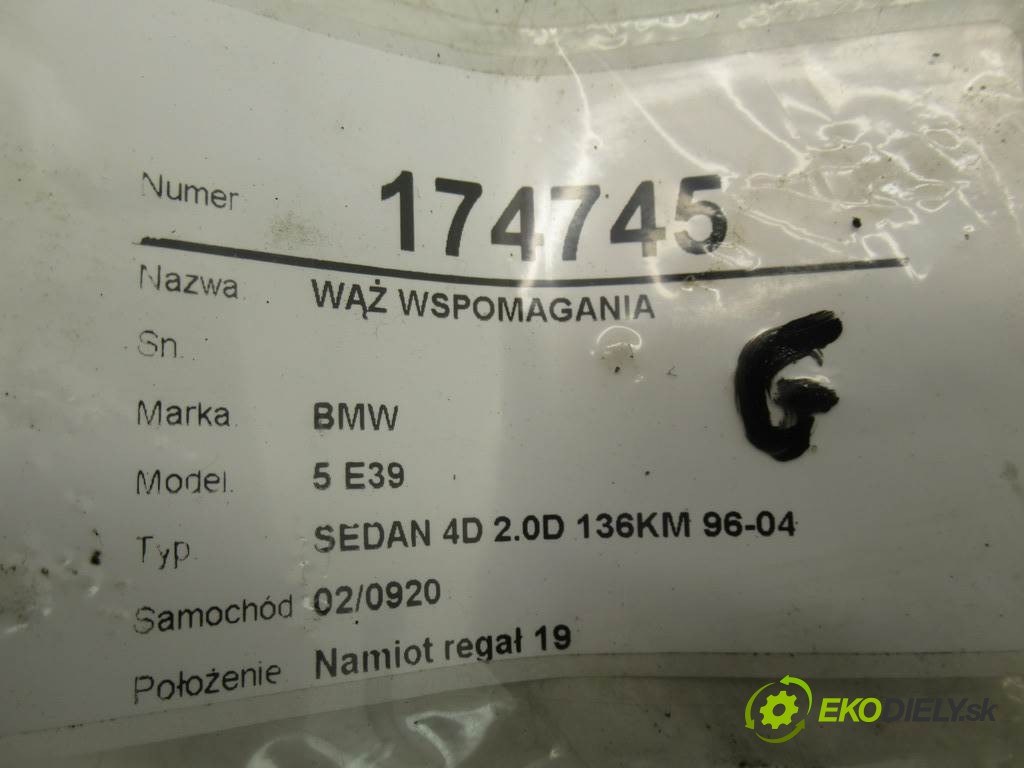 Numer 174745
Nazwa. WĄŻ WSPOMAGANIA
Sn.
G
Marka. BMW
Model. 5 E39
Typ. SEDAN 4D 2.0D 136KM 96-04
Samochód 02/0920
Położenie Namiot regał 19
EKODIELY.sk